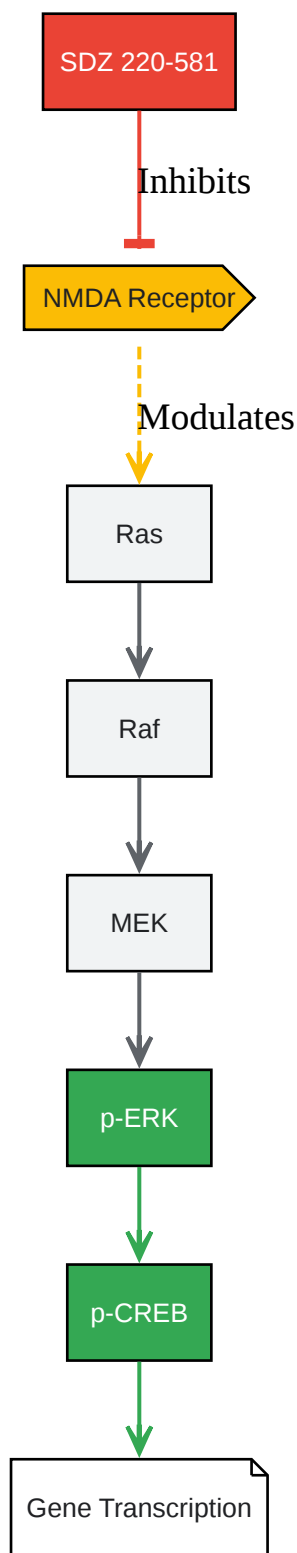 SDZ 220-581
Inhibits
NMDA Receptor
Modulates
Ras
Raf
MEK
p-ERK
p-CREB
Gene Transcription